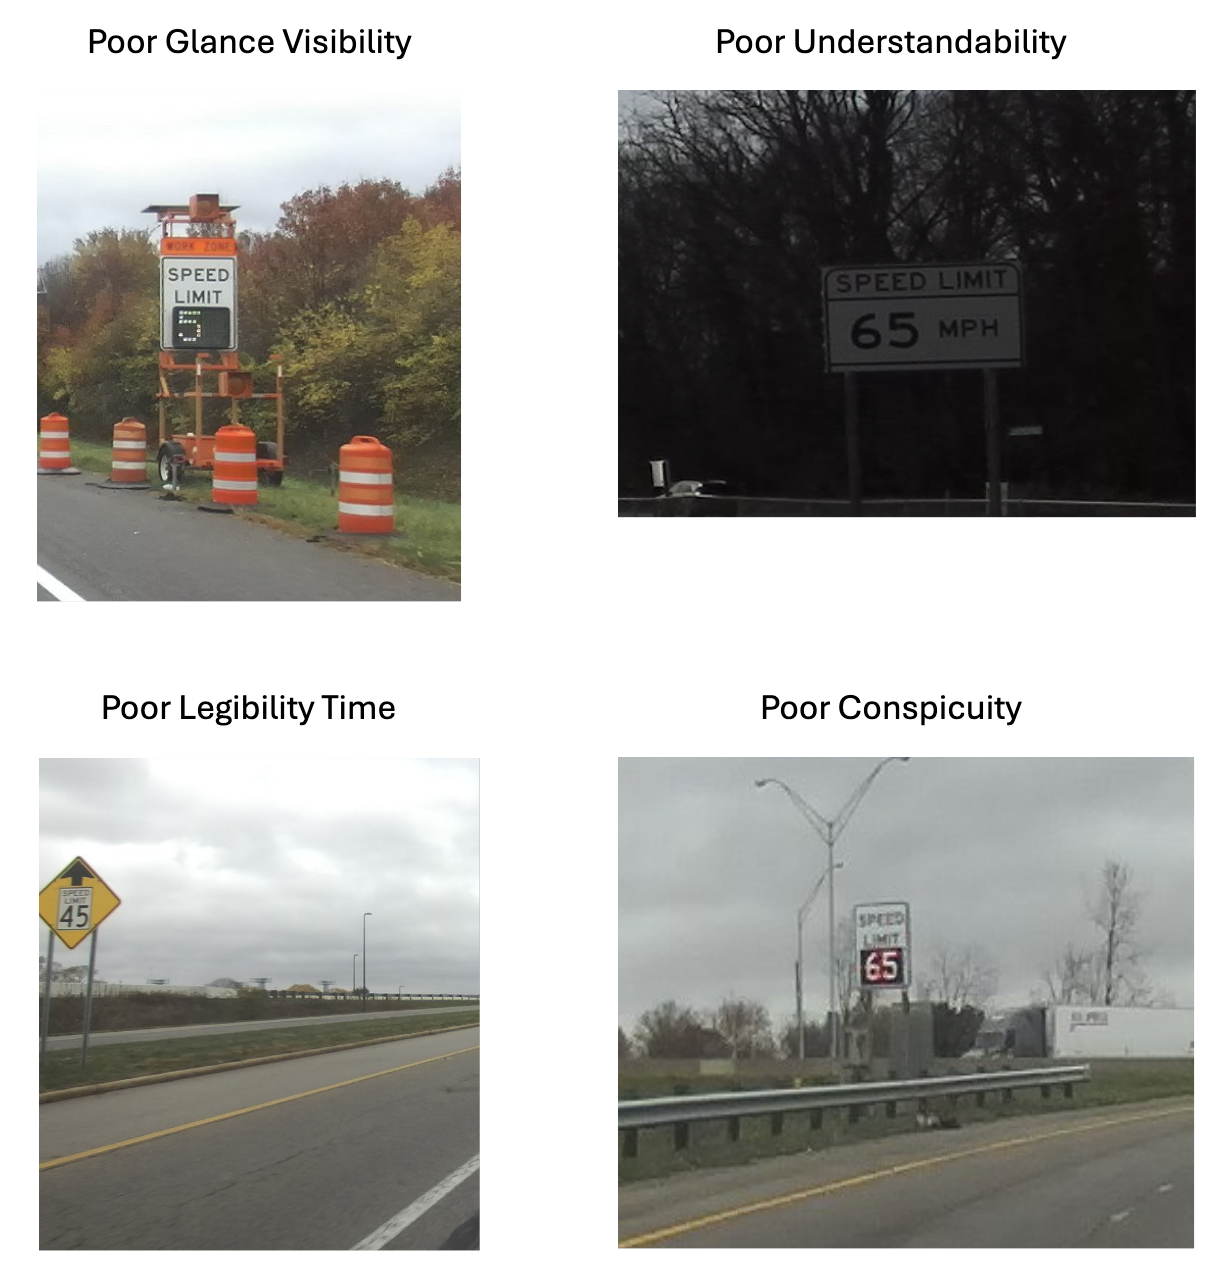 Poor Glance Visibility
Poor Understandability
WORK ZONE
SPEED
LIMIT
SPEED LIMIT
65 MPH
Poor Legibility Time
Poor Conspicuity
SPEED
LIMIT
45
SPEED
LIMIT
65